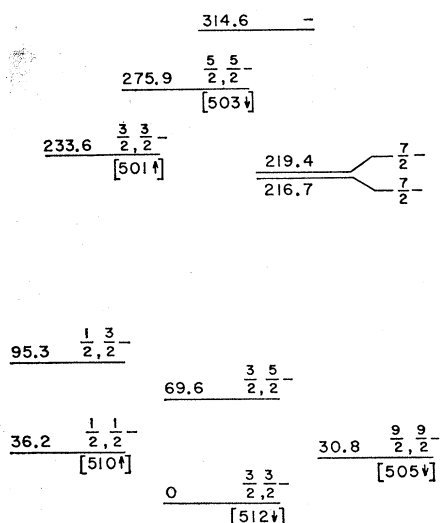 314.6 −
275.9 5/2, 5/2 −
[503↓]
233.6 3/2, 3/2 −
[501↑]
219.4 7/2 −
216.7 7/2 −
95.3 1/2, 3/2 −
69.6 3/2, 5/2 −
36.2 1/2, 1/2 −
[510↑]
30.8 9/2, 9/2 −
[505↓]
0 3/2, 3/2 −
[512↓]